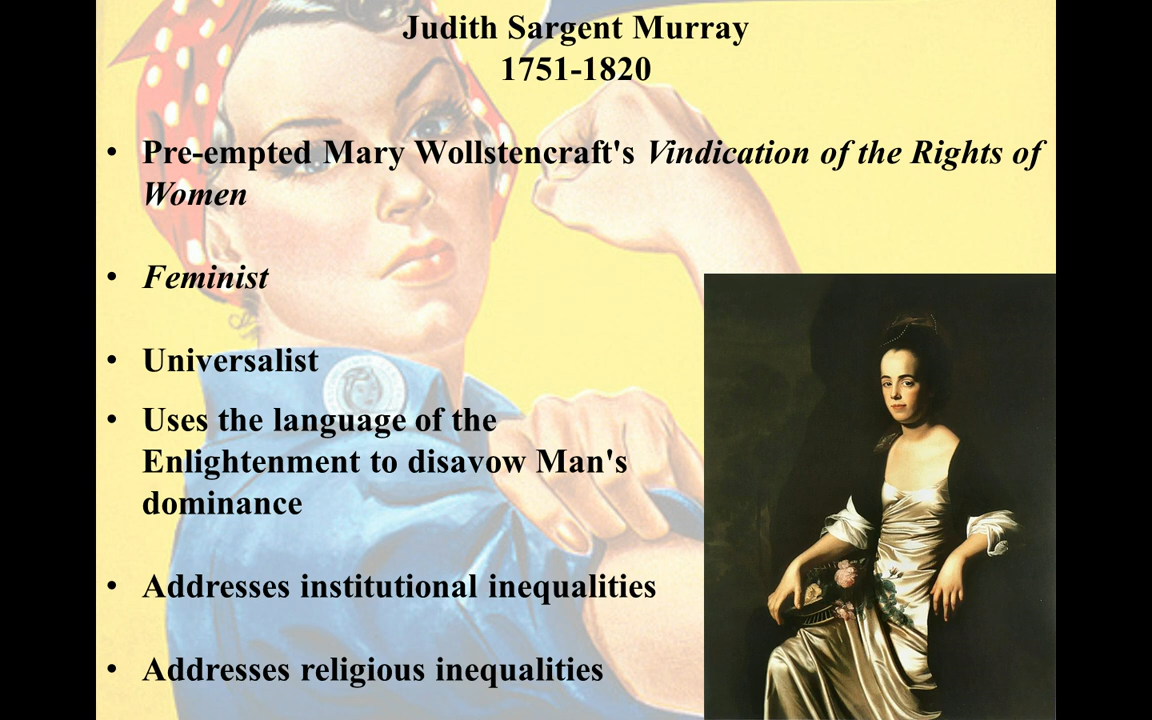 Judith Sargent Murray
1751-1820
• Pre-empted Mary Wollstencraft's Vindication of the Rights of
Women
• Feminist
• Universalist
• Uses the language of the
Enlightenment to disavow Man's
dominance
• Addresses institutional inequalities
• Addresses religious inequalities